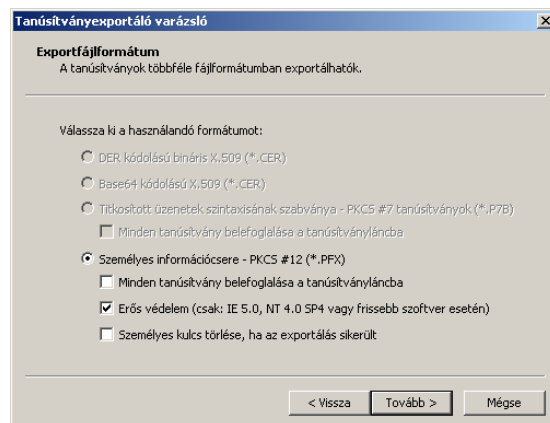 Tanúsítványexportáló varázsló
Exportfájlformátum
A tanúsítványok többféle fájlformátumban exportálhatók.
Válassza ki a használandó formátumot:
DER kódolású bináris X.509 (*.CER)
Base64 kódolású X.509 (*.CER)
Titkosított üzenetek szintaxisának szabványa - PKCS #7 tanúsítványok (*.P7B)
Minden tanúsítvány belefoglalása a tanúsítványláncba
Személyes információcsere - PKCS #12 (*.PFX)
Minden tanúsítvány belefoglalása a tanúsítványláncba
Erős védelem (csak: IE 5.0, NT 4.0 SP4 vagy frissebb szoftver esetén)
Személyes kulcs törlése, ha az exportálás sikerült
< Vissza Tovább > Mégse